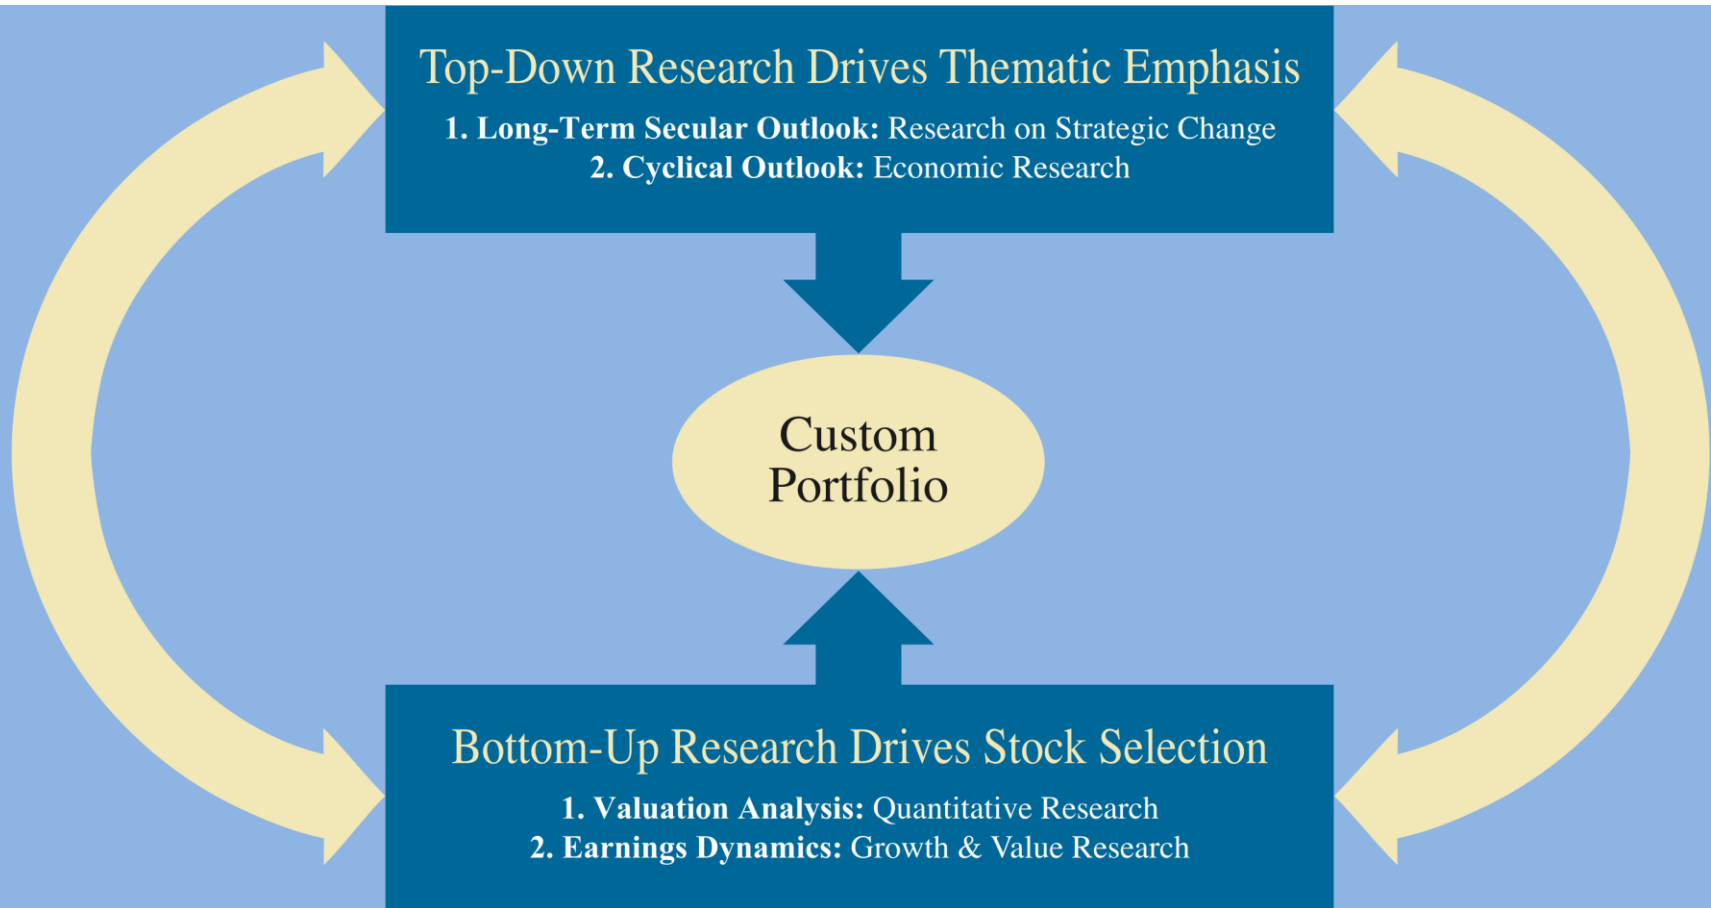 Top-Down Research Drives Thematic Emphasis
1. Long-Term Secular Outlook: Research on Strategic Change
2. Cyclical Outlook: Economic Research
Custom
Portfolio
Bottom-Up Research Drives Stock Selection
1. Valuation Analysis: Quantitative Research
2. Earnings Dynamics: Growth & Value Research